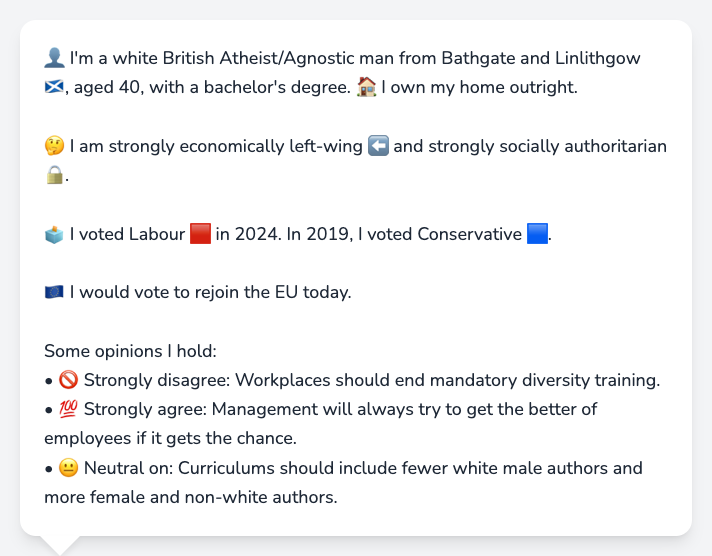 👤 I'm a white British Atheist/Agnostic man from Bathgate and Linlithgow
🏴󠁧󠁢󠁳󠁣󠁴󠁿, aged 40, with a bachelor's degree. 🏠 I own my home outright.
🤔 I am strongly economically left-wing ⬅️ and strongly socially authoritarian
🔒.
🗳️ I voted Labour 🟥 in 2024. In 2019, I voted Conservative 🟦.
🇪🇺 I would vote to rejoin the EU today.
Some opinions I hold:
• 🚫 Strongly disagree: Workplaces should end mandatory diversity training.
• 💯 Strongly agree: Management will always try to get the better of
employees if it gets the chance.
• 😐 Neutral on: Curriculums should include fewer white male authors and
more female and non-white authors.